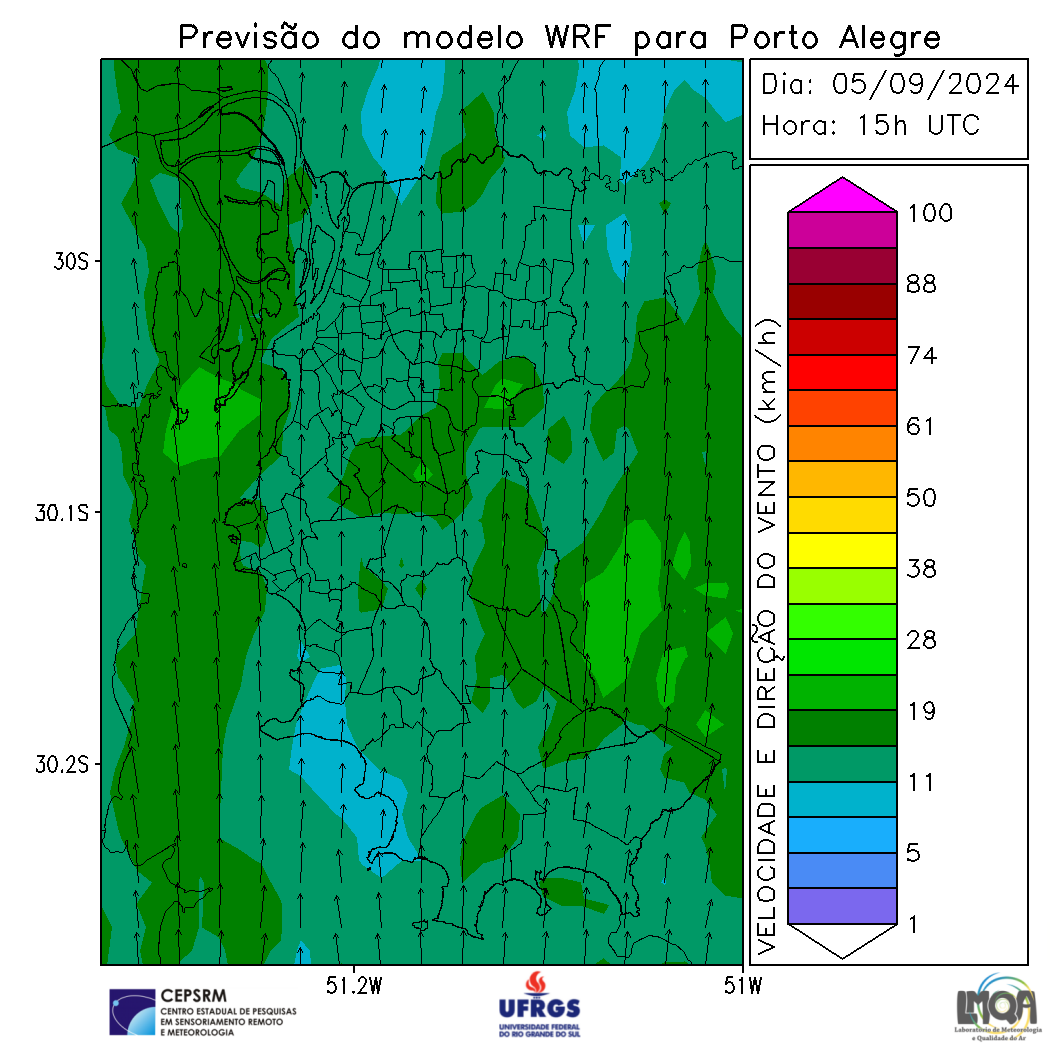 Previsão do modelo WRF para Porto Alegre
Dia: 05/09/2024
Hora: 15h UTC
30S
30.1S
30.2S
51.2W
51W
VELOCIDADE E DIREÇÃO DO VENTO (km/h)
100
88
74
61
50
38
28
19
11
5
1
CEPSRM
CENTRO ESTADUAL DE PESQUISAS
EM SENSORIAMENTO REMOTO
E METEOROLOGIA
UFRGS
UNIVERSIDADE FEDERAL
DO RIO GRANDE DO SUL
LMQA
Laboratório de Meteorologia
e Qualidade do Ar